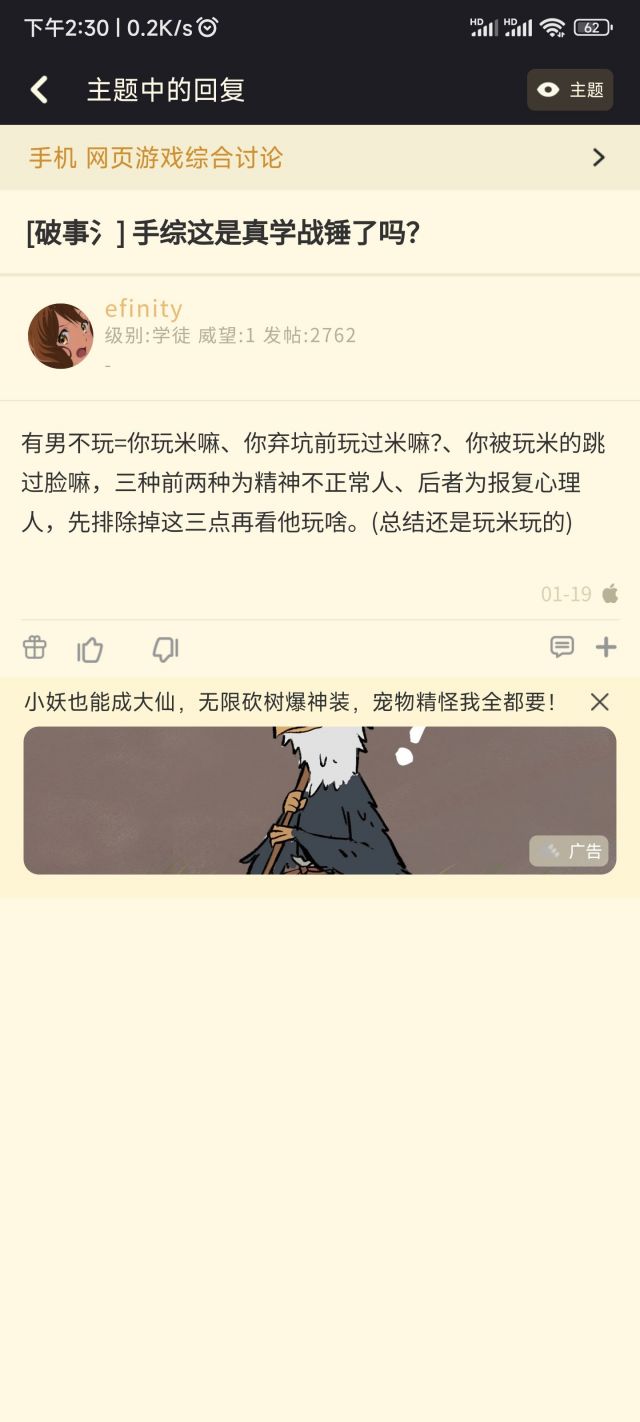 下午2:30 | 0.2K/s
HD HD 62
主题中的回复
主题
手机 网页游戏综合讨论
[破事氵] 手综这是真学战锤了吗?
efinity
级别:学徒 威望:1 发帖:2762
-
有男不玩=你玩米嘛、你弃坑前玩过米嘛?、你被玩米的跳
过脸嘛，三种前两种为精神不正常人、后者为报复心理
人，先排除掉这三点再看他玩啥。(总结还是玩米玩的)
01-19
小妖也能成大仙，无限砍树爆神装，宠物精怪我全都要！
广告